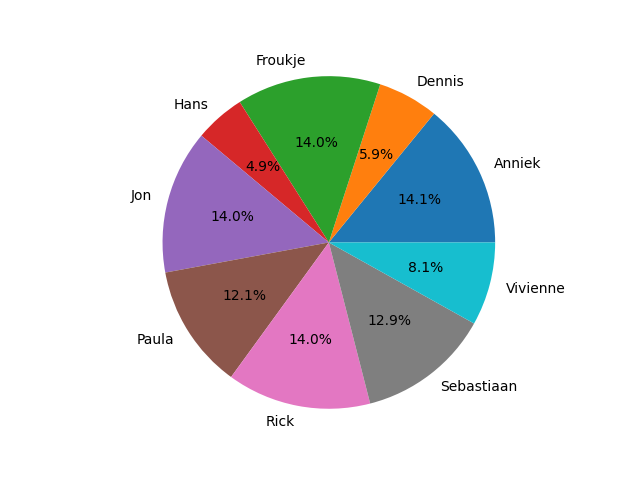 Froukje
Dennis
Hans
Anniek
14.0%
5.9%
4.9%
14.1%
Jon
14.0%
8.1%
Vivienne
12.1%
12.9%
Paula
14.0%
Sebastiaan
Rick